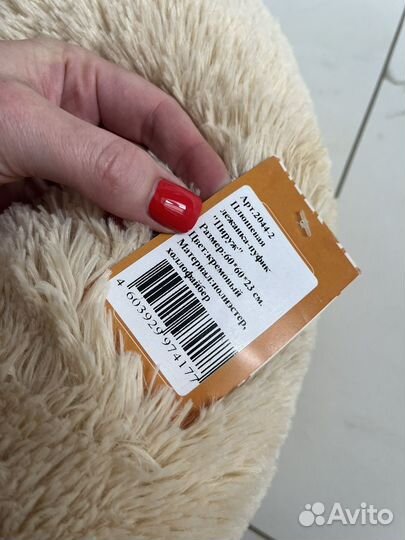 Арт.2044-2
Плюшевая
лежанка-пуфик
"Пируж"
Размер:60*60*23 см.
Цвет:кремовый
Материал:полиэстер,
холлофайбер
4 603929 974177
Avito